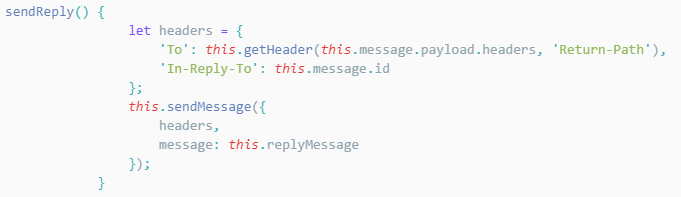 sendReply() {
let headers = {
'To': this.getHeader(this.message.payload.headers, 'Return-Path'),
'In-Reply-To': this.message.id
};
this.sendMessage({
headers,
message: this.replyMessage
});
}